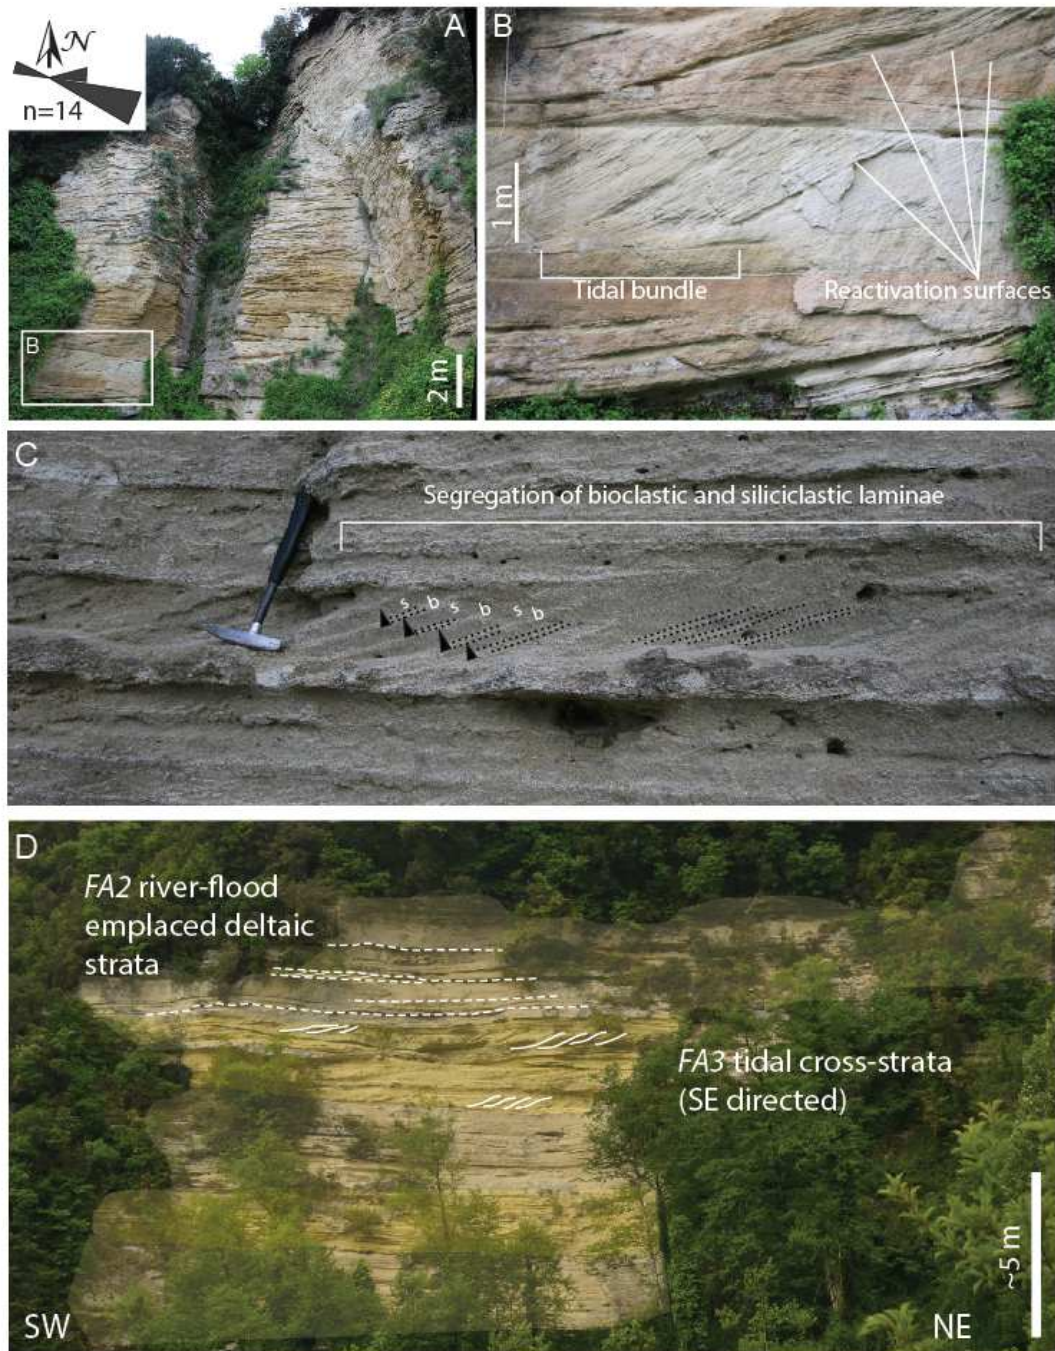 A
N
n=14
B
2 m
B
1 m
Tidal bundle
Reactivation surfaces
C
Segregation of bioclastic and siliciclastic laminae
s b s b s b
D
FA2 river-flood
emplaced deltaic
strata
FA3 tidal cross-strata
(SE directed)
~5 m
SW
NE